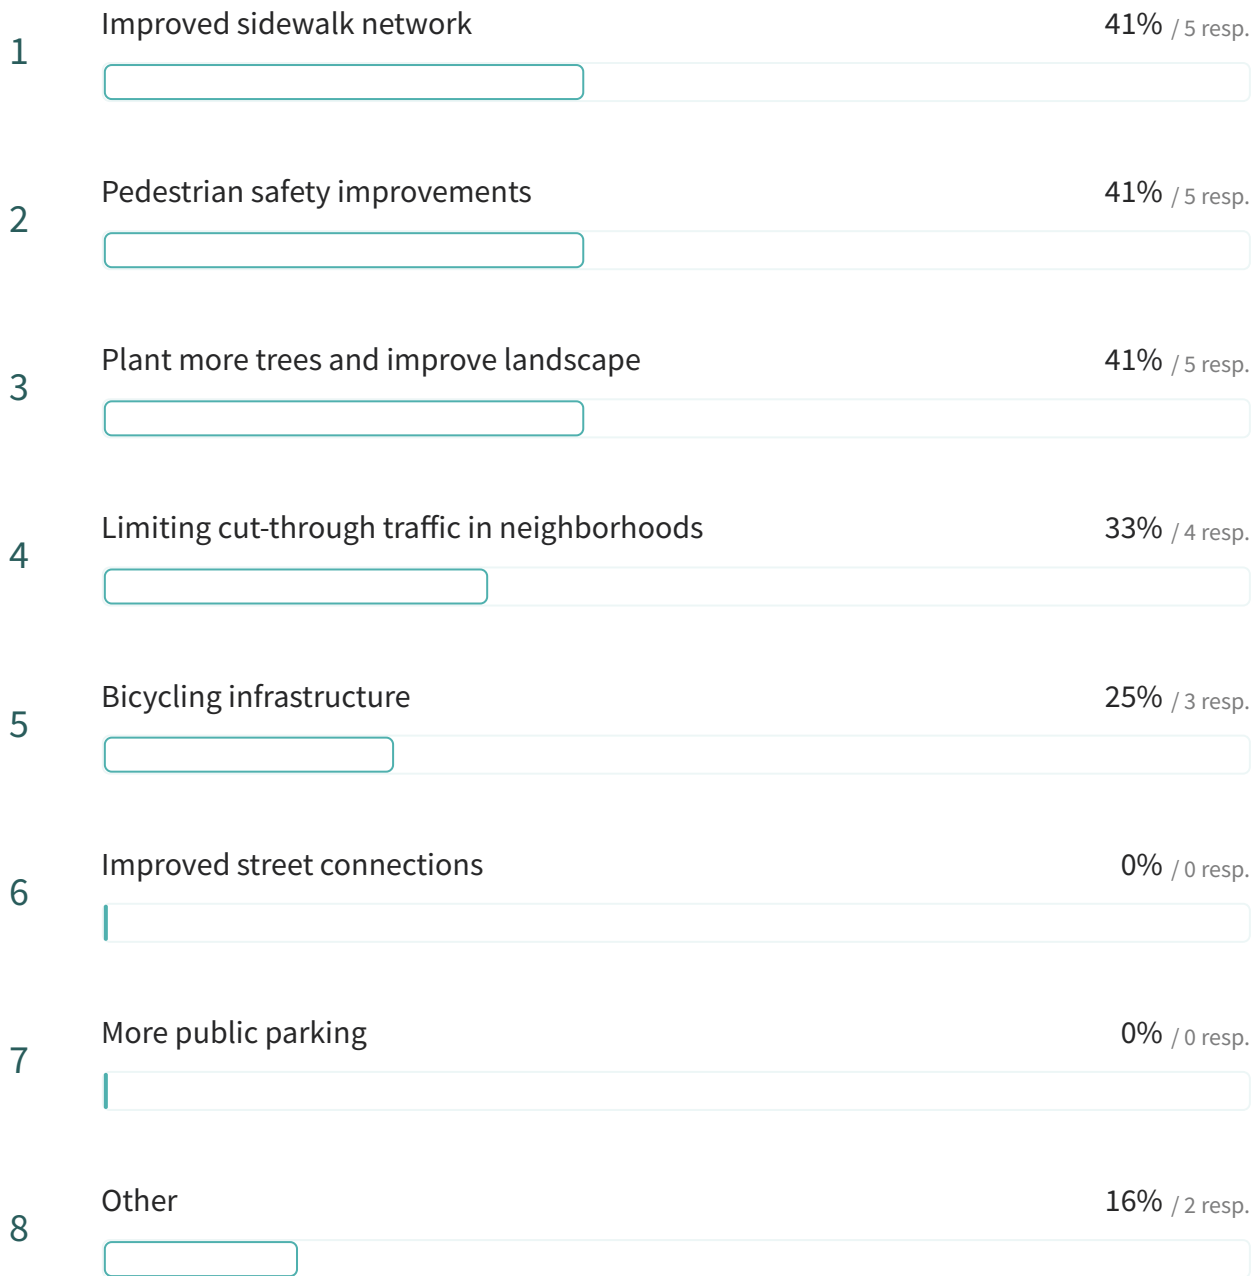 1
Improved sidewalk network
41% / 5 resp.
2
Pedestrian safety improvements
41% / 5 resp.
3
Plant more trees and improve landscape
41% / 5 resp.
4
Limiting cut-through traffic in neighborhoods
33% / 4 resp.
5
Bicycling infrastructure
25% / 3 resp.
6
Improved street connections
0% / 0 resp.
7
More public parking
0% / 0 resp.
8
Other
16% / 2 resp.